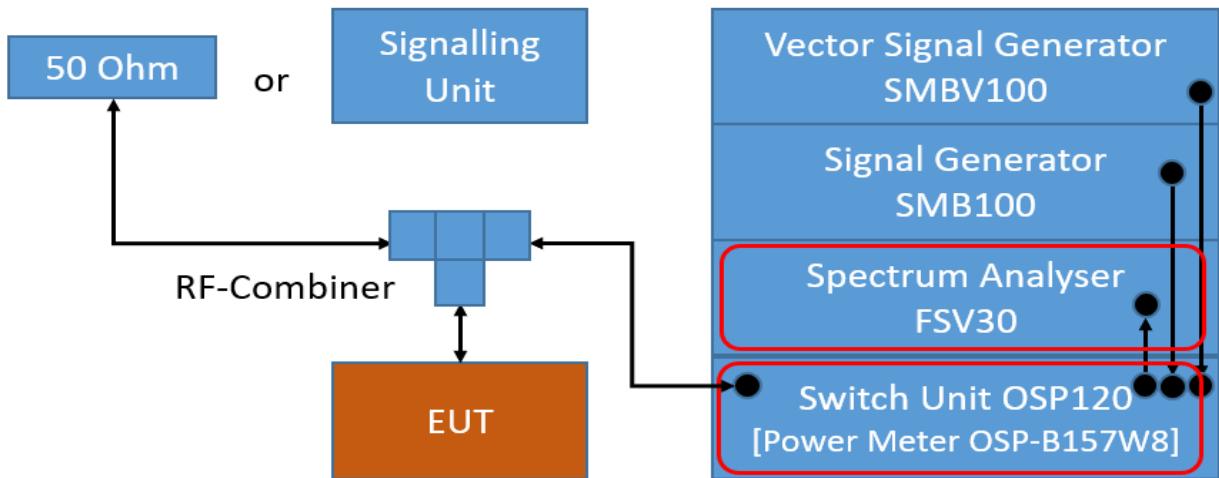 50 Ohm
or
Signalling
Unit
Vector Signal Generator
SMBV100
Signal Generator
SMB100
RF-Combiner
Spectrum Analyser
FSV30
EUT
Switch Unit OSP120
[Power Meter OSP-B157W8]